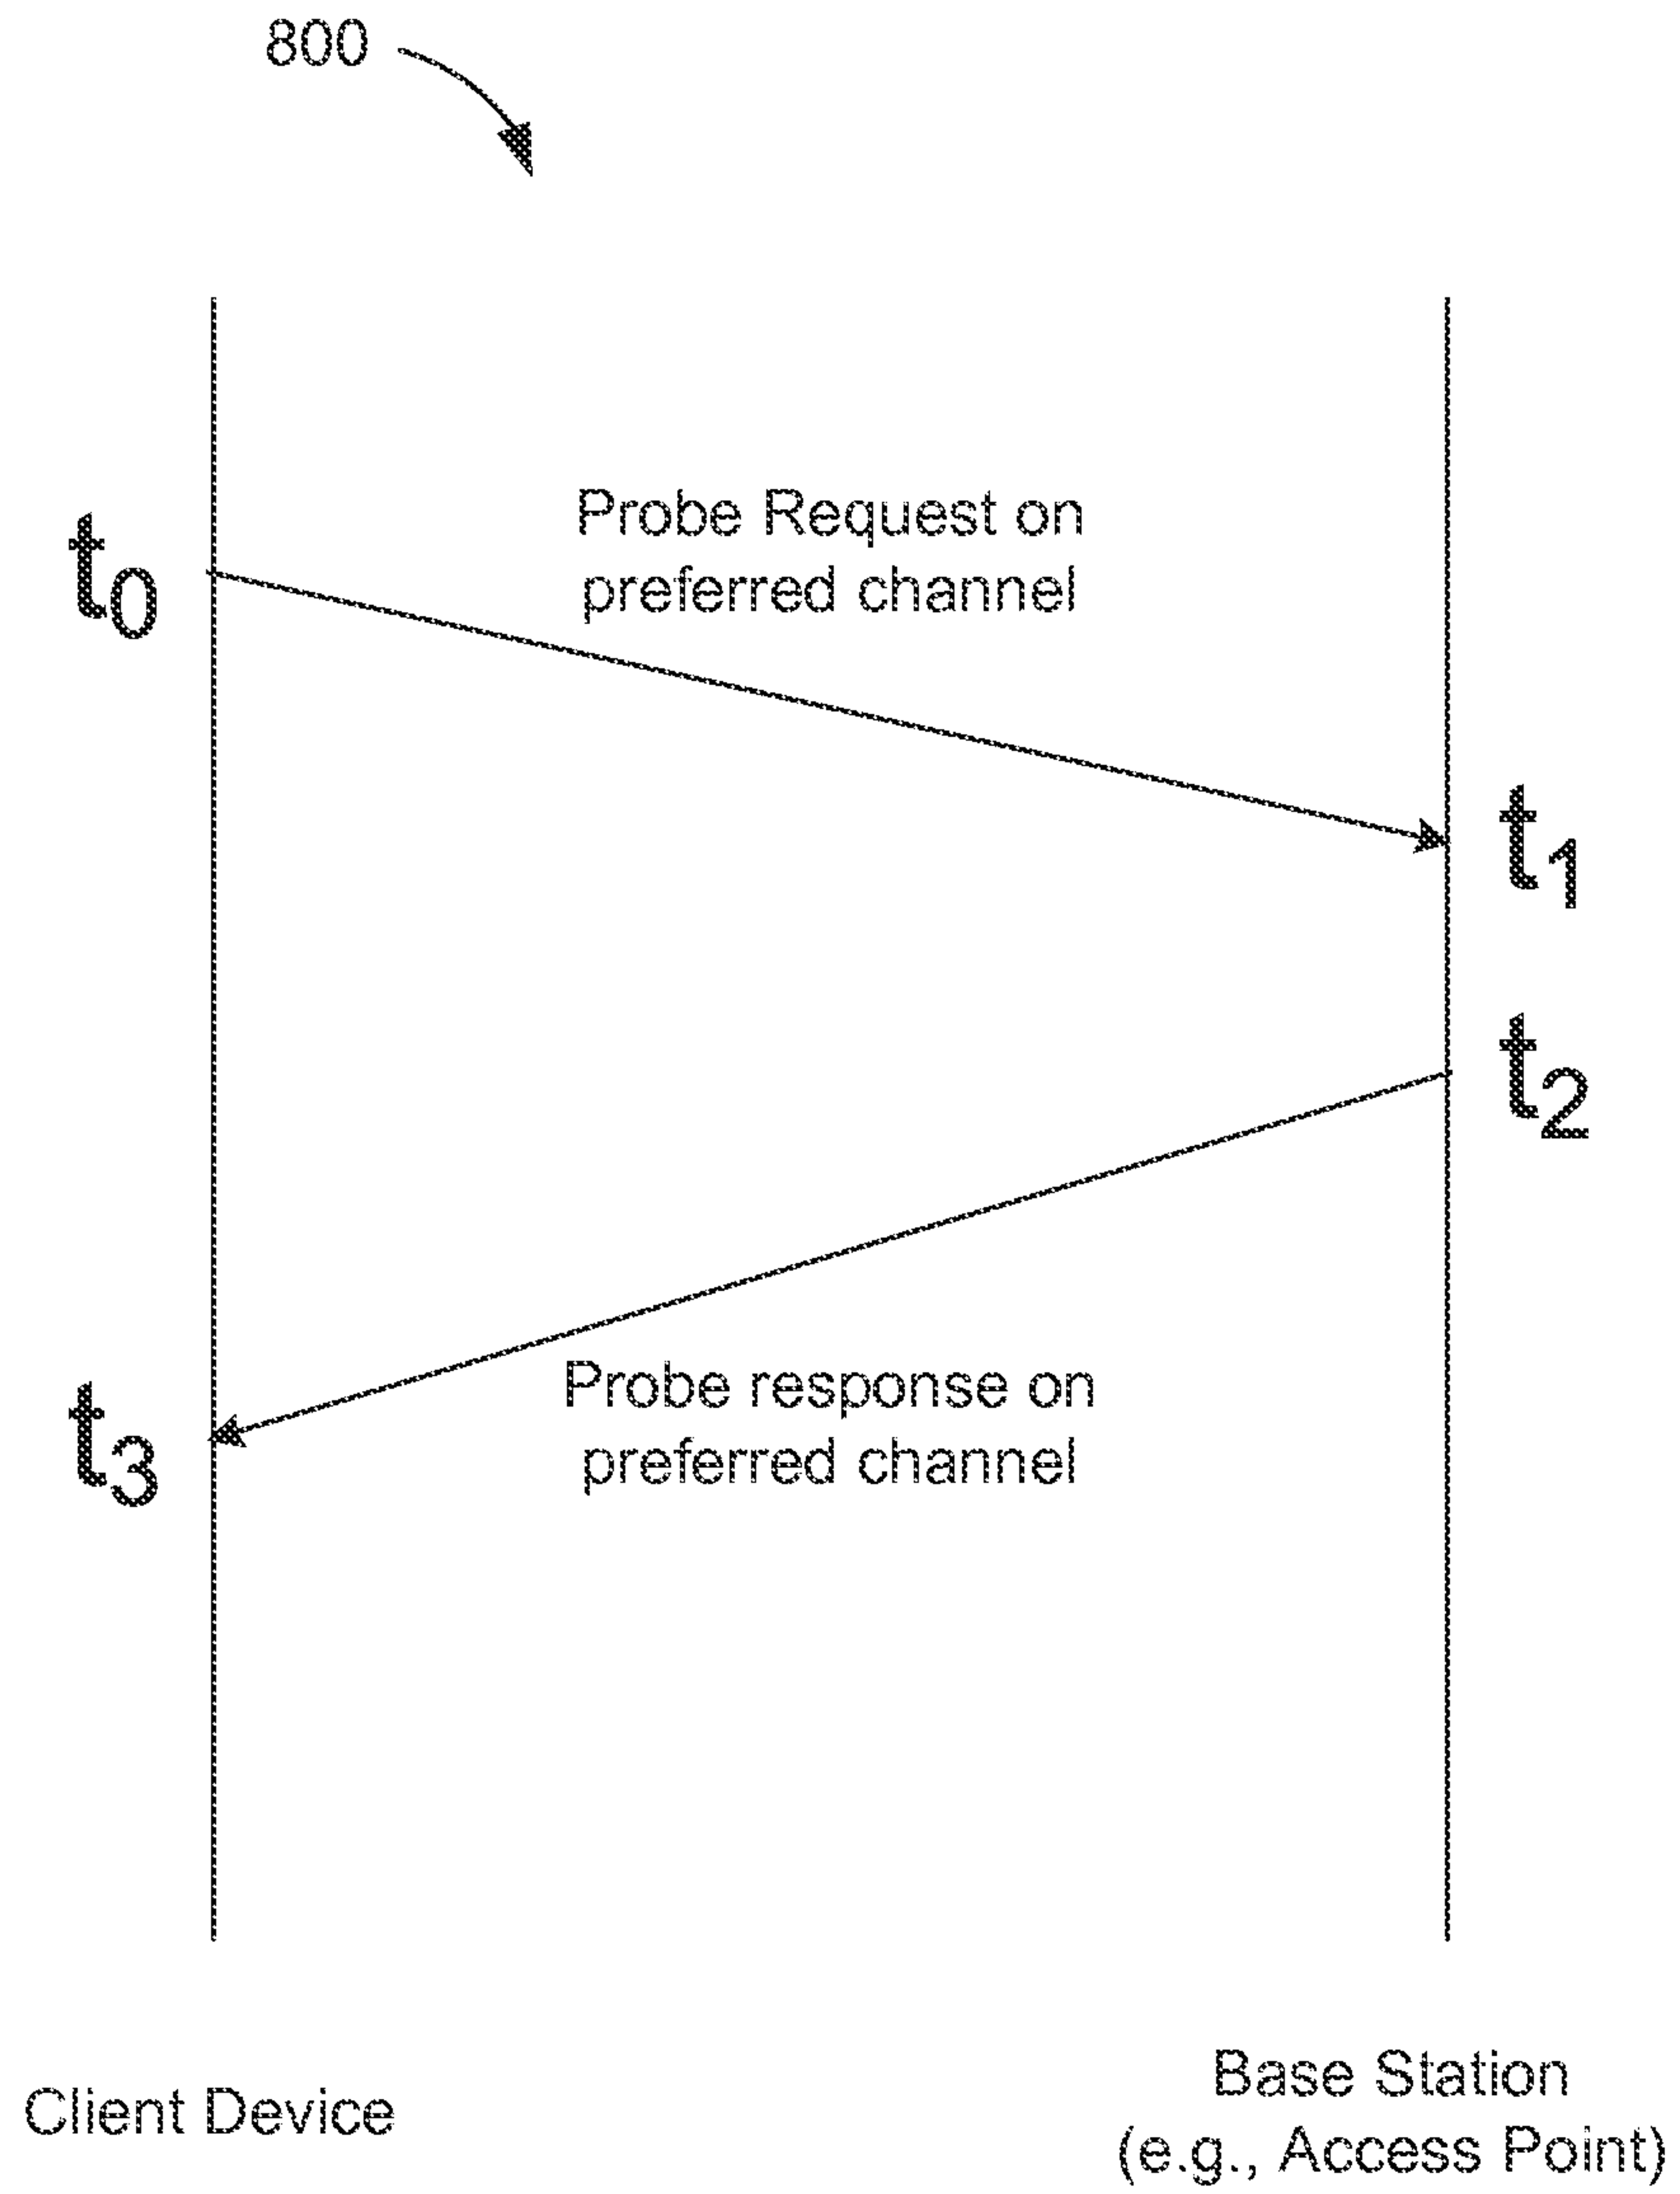 800
Probe Request on
preferred channel
t0
t1
t2
Probe response on
preferred channel
t3
Client Device
Base Station
(e.g., Access Point)